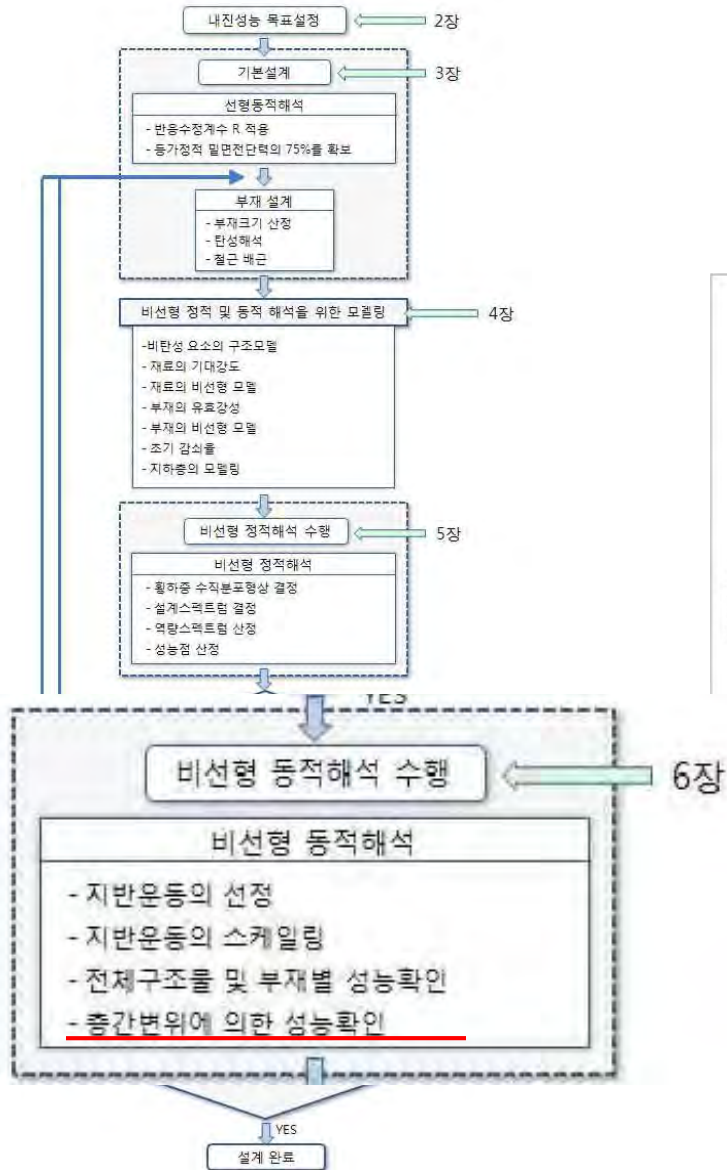 내진성능 목표설정
2장
기본설계
3장
선형동적해석
- 반응수정계수 R 적용
- 등가정적 밑면전단력의 75%를 확보
부재 설계
- 부재크기 산정
- 탄성해석
- 철근 배근
비선형 정적 및 동적 해석을 위한 모델링
4장
-비탄성 요소의 구조모델
- 재료의 기대강도
- 재료의 비선형 모델
- 부재의 유효강성
- 부재의 비선형 모델
- 초기 감쇠율
- 지하층의 모델링
비선형 정적해석 수행
5장
비선형 정적해석
- 횡하중 수직분포형상 결정
- 설계스펙트럼 결정
- 역량스펙트럼 산정
- 성능점 산정
YES
비선형 동적해석 수행
6장
비선형 동적해석
- 지반운동의 선정
- 지반운동의 스케일링
- 전체구조물 및 부재별 성능확인
- 층간변위에 의한 성능확인
YES
설계 완료